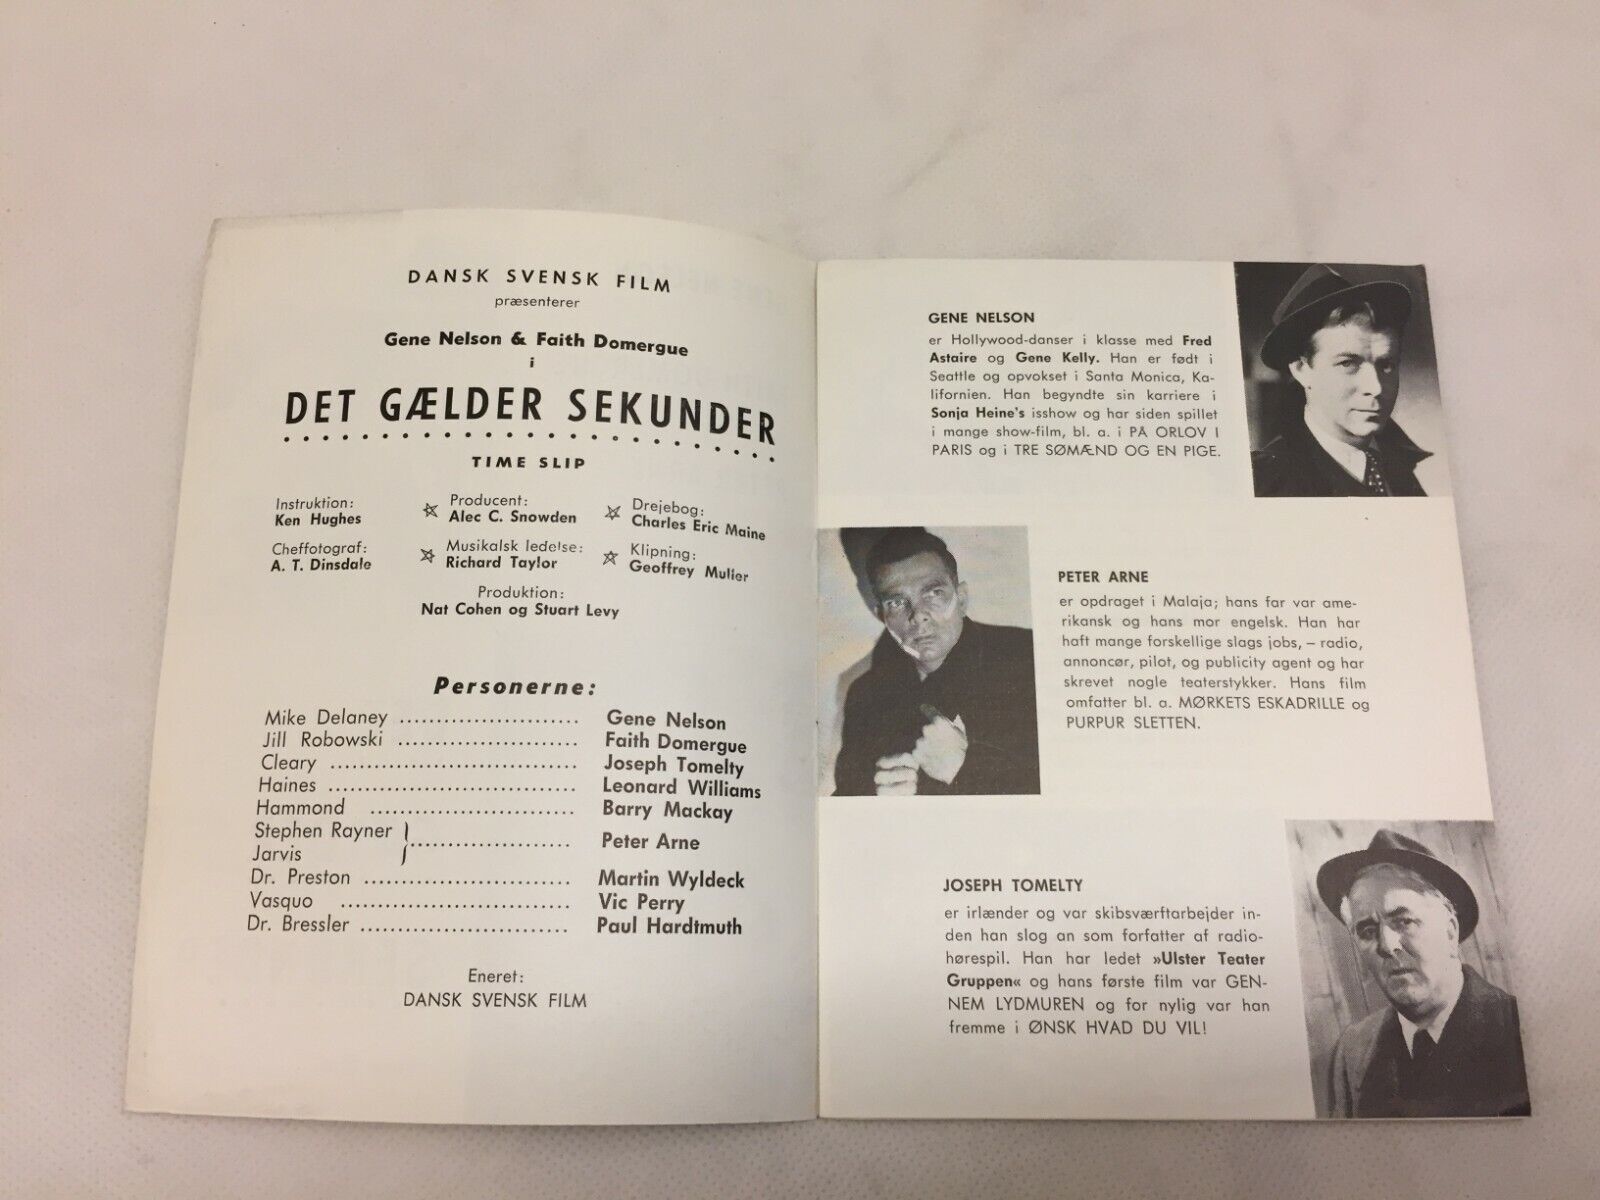 DANSK SVENSK FILM
præsenterer
Gene Nelson & Faith Domergue
i
DET GÆLDER SEKUNDER
TIME SLIP
Instruktion:
Ken Hughes
Producent:
Alec C. Snowden
Drejebog:
Charles Eric Maine
Cheffotograf:
A. T. Dinsdale
Musikalsk ledelse:
Richard Taylor
Klipning:
Geoffrey Muller
Produktion:
Nat Cohen og Stuart Levy
Personerne:
Mike Delaney ........................ Gene Nelson
Jill Robowski ........................ Faith Domergue
Cleary ................................. Joseph Tomelty
Haines ................................. Leonard Williams
Hammond ........................... Barry Mackay
Stephen Rayner
Jarvis ..................... Peter Arne
Dr. Preston ............................ Martin Wyldeck
Vasquo ............................... Vic Perry
Dr. Bressler ............................ Paul Hardtmuth
Eneret:
DANSK SVENSK FILM
GENE NELSON
er Hollywood-danser i klasse med Fred
Astaire og Gene Kelly. Han er født i
Seattle og opvokset i Santa Monica, Ka-
lifornien. Han begyndte sin karriere i
Sonja Heine's isshow og har siden spillet
i mange show-film, bl. a. i PÅ ORLOV I
PARIS og i TRE SØMÆND OG EN PIGE.
PETER ARNE
er opdraget i Malaja; hans far var ame-
rikansk og hans mor engelsk. Han har
haft mange forskellige slags jobs, – radio,
annoncør, pilot, og publicity agent og har
skrevet nogle teaterstykker. Hans film
omfatter bl. a. MØRKETS ESKADRILLE og
PURPUR SLETTEN.
JOSEPH TOMELTY
er irlænder og var skibsværftarbejder in-
den han slog an som forfatter af radio-
hørespil. Han har ledet »Ulster Teater
Gruppen« og hans første film var GEN-
NEM LYDMUREN og for nylig var han
fremme i ØNSK HVAD DU VIL!